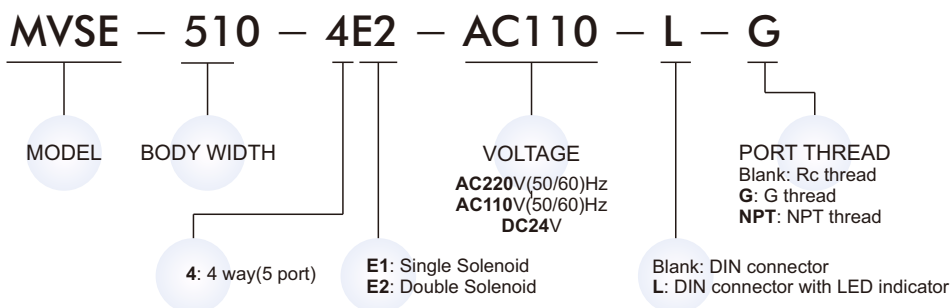 MVSE – 510 – 4E2 – AC110 – L – G
MODEL
BODY WIDTH
VOLTAGE
AC220V(50/60)Hz
AC110V(50/60)Hz
DC24V
PORT THREAD
Blank: Rc thread
G: G thread
NPT: NPT thread
4: 4 way(5 port)
E1: Single Solenoid
E2: Double Solenoid
Blank: DIN connector
L: DIN connector with LED indicator